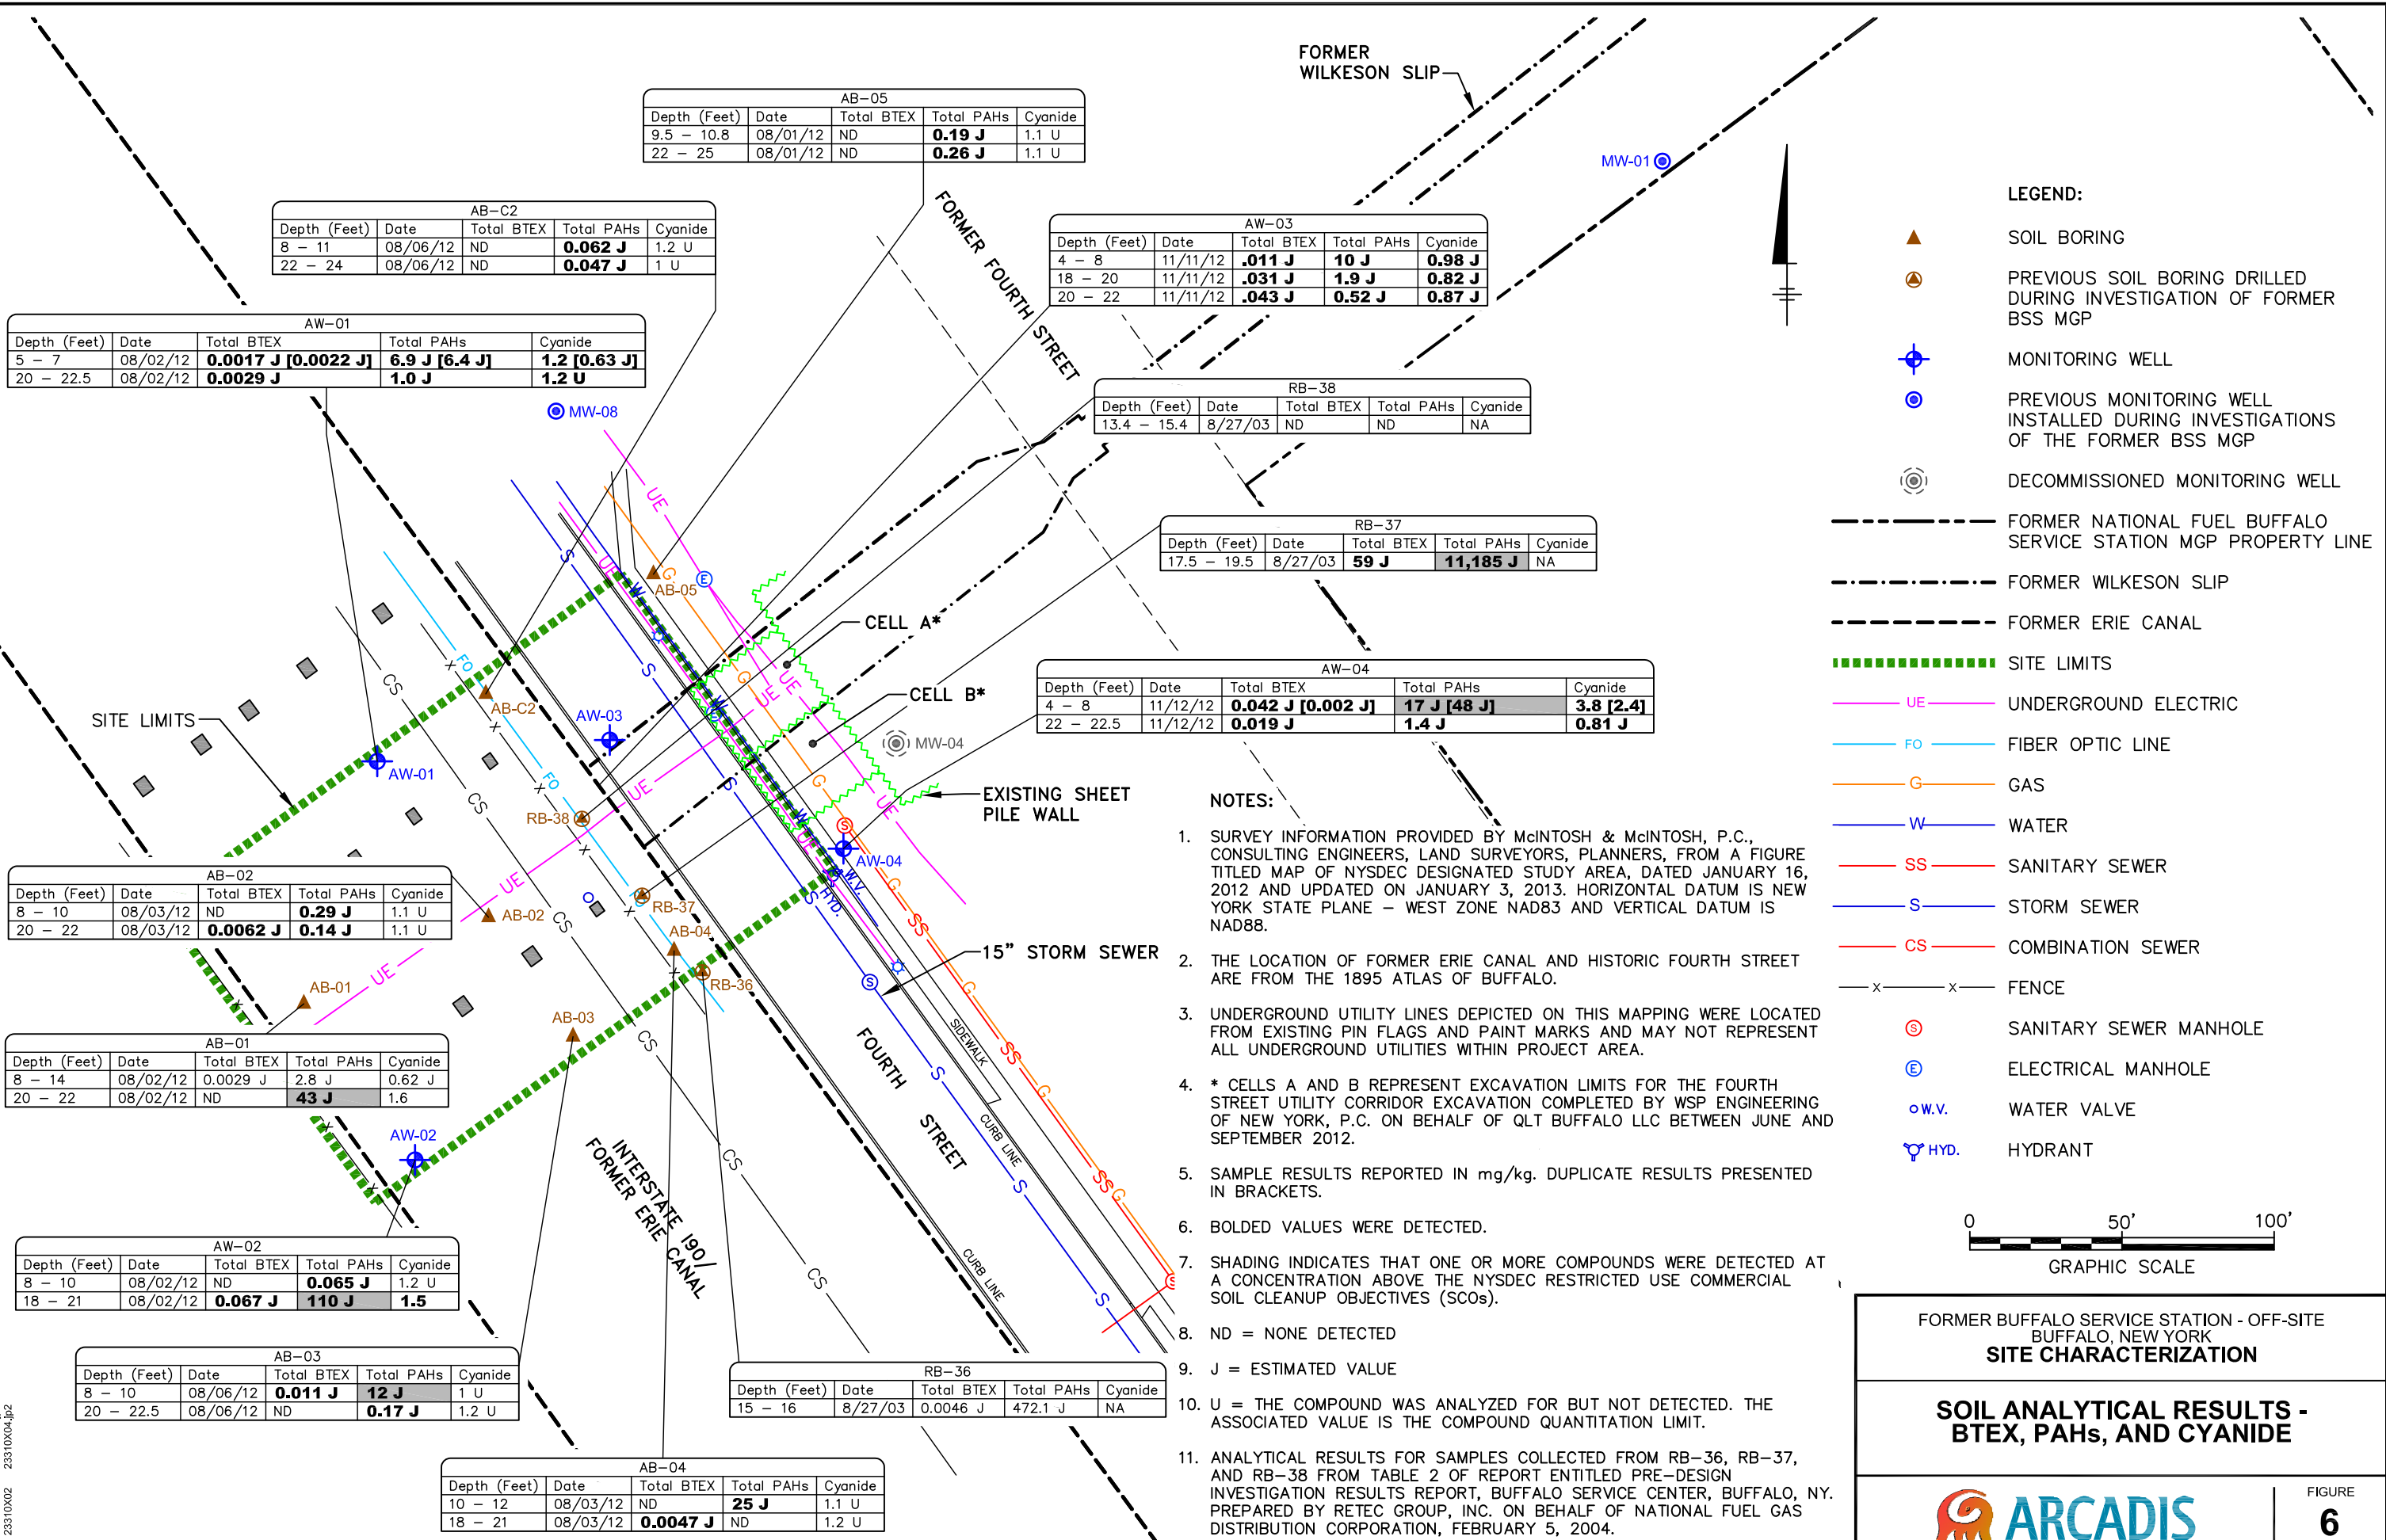 FORMER
WILKESON SLIP
AB-05
Depth (Feet) Date Total BTEX Total PAHs Cyanide
9.5 – 10.8 08/01/12 ND 0.19 J 1.1 U
22 – 25 08/01/12 ND 0.26 J 1.1 U
MW-01
AB-C2
Depth (Feet) Date Total BTEX Total PAHs Cyanide
8 – 11 08/06/12 ND 0.062 J 1.2 U
22 – 24 08/06/12 ND 0.047 J 1 U
FORMER FOURTH STREET
AW-03
Depth (Feet) Date Total BTEX Total PAHs Cyanide
4 – 8 11/11/12 .011 J 10 J 0.98 J
18 – 20 11/11/12 .031 J 1.9 J 0.82 J
20 – 22 11/11/12 .043 J 0.52 J 0.87 J
AW-01
Depth (Feet) Date Total BTEX Total PAHs Cyanide
5 – 7 08/02/12 0.0017 J [0.0022 J] 6.9 J [6.4 J] 1.2 [0.63 J]
20 – 22.5 08/02/12 0.0029 J 1.0 J 1.2 U
RB-38
Depth (Feet) Date Total BTEX Total PAHs Cyanide
13.4 – 15.4 8/27/03 ND ND NA
MW-08
RB-37
Depth (Feet) Date Total BTEX Total PAHs Cyanide
17.5 – 19.5 8/27/03 59 J 11,185 J NA
UE
S
UE
W
G
E
AB-05
CELL A*
FO
X
CS
AB-C2
S
G
UE
UE
UE
W
E
CELL B*
AW-04
Depth (Feet) Date Total BTEX Total PAHs Cyanide
4 – 8 11/12/12 0.042 J [0.002 J] 17 J [48 J] 3.8 [2.4]
22 – 22.5 11/12/12 0.019 J 1.4 J 0.81 J
SITE LIMITS
AW-03
X
MW-04
AW-01
FO
X
CS
UE
S
G
UE
EXISTING SHEET
PILE WALL
RB-38
X
W
UE
S
AW-04
W.V.
HYD.
S
G
SS
AB-02
Depth (Feet) Date Total BTEX Total PAHs Cyanide
8 – 10 08/03/12 ND 0.29 J 1.1 U
20 – 22 08/03/12 0.0062 J 0.14 J 1.1 U
UE
AB-02
CS
X
RB-37
AB-04
X
RB-36
15" STORM SEWER
S
UE
AB-01
X
AB-03
CS
G
SS
G
SIDEWALK
FOURTH
STREET
S
CURB LINE
S
SS
G
S
S
AB-01
Depth (Feet) Date Total BTEX Total PAHs Cyanide
8 – 14 08/02/12 0.0029 J 2.8 J 0.62 J
20 – 22 08/02/12 ND 43 J 1.6
X
AW-02
X
INTERSTATE 190/
FORMER ERIE CANAL
CS
CS
CURB LINE
AW-02
Depth (Feet) Date Total BTEX Total PAHs Cyanide
8 – 10 08/02/12 ND 0.065 J 1.2 U
18 – 21 08/02/12 0.067 J 110 J 1.5
AB-03
Depth (Feet) Date Total BTEX Total PAHs Cyanide
8 – 10 08/06/12 0.011 J 12 J 1 U
20 – 22.5 08/06/12 ND 0.17 J 1.2 U
RB-36
Depth (Feet) Date Total BTEX Total PAHs Cyanide
15 – 16 8/27/03 0.0046 J 472.1 J NA
AB-04
Depth (Feet) Date Total BTEX Total PAHs Cyanide
10 – 12 08/03/12 ND 25 J 1.1 U
18 – 21 08/03/12 0.0047 J ND 1.2 U
NOTES:
1. SURVEY INFORMATION PROVIDED BY McINTOSH & McINTOSH, P.C.,
CONSULTING ENGINEERS, LAND SURVEYORS, PLANNERS, FROM A FIGURE
TITLED MAP OF NYSDEC DESIGNATED STUDY AREA, DATED JANUARY 16,
2012 AND UPDATED ON JANUARY 3, 2013. HORIZONTAL DATUM IS NEW
YORK STATE PLANE – WEST ZONE NAD83 AND VERTICAL DATUM IS
NAD88.
2. THE LOCATION OF FORMER ERIE CANAL AND HISTORIC FOURTH STREET
ARE FROM THE 1895 ATLAS OF BUFFALO.
3. UNDERGROUND UTILITY LINES DEPICTED ON THIS MAPPING WERE LOCATED
FROM EXISTING PIN FLAGS AND PAINT MARKS AND MAY NOT REPRESENT
ALL UNDERGROUND UTILITIES WITHIN PROJECT AREA.
4. * CELLS A AND B REPRESENT EXCAVATION LIMITS FOR THE FOURTH
STREET UTILITY CORRIDOR EXCAVATION COMPLETED BY WSP ENGINEERING
OF NEW YORK, P.C. ON BEHALF OF QLT BUFFALO LLC BETWEEN JUNE AND
SEPTEMBER 2012.
5. SAMPLE RESULTS REPORTED IN mg/kg. DUPLICATE RESULTS PRESENTED
IN BRACKETS.
6. BOLDED VALUES WERE DETECTED.
7. SHADING INDICATES THAT ONE OR MORE COMPOUNDS WERE DETECTED AT
A CONCENTRATION ABOVE THE NYSDEC RESTRICTED USE COMMERCIAL
SOIL CLEANUP OBJECTIVES (SCOs).
8. ND = NONE DETECTED
9. J = ESTIMATED VALUE
10. U = THE COMPOUND WAS ANALYZED FOR BUT NOT DETECTED. THE
ASSOCIATED VALUE IS THE COMPOUND QUANTITATION LIMIT.
11. ANALYTICAL RESULTS FOR SAMPLES COLLECTED FROM RB–36, RB–37,
AND RB–38 FROM TABLE 2 OF REPORT ENTITLED PRE–DESIGN
INVESTIGATION RESULTS REPORT, BUFFALO SERVICE CENTER, BUFFALO, NY.
PREPARED BY RETEC GROUP, INC. ON BEHALF OF NATIONAL FUEL GAS
DISTRIBUTION CORPORATION, FEBRUARY 5, 2004.
LEGEND:
SOIL BORING
PREVIOUS SOIL BORING DRILLED
DURING INVESTIGATION OF FORMER
BSS MGP
MONITORING WELL
PREVIOUS MONITORING WELL
INSTALLED DURING INVESTIGATIONS
OF THE FORMER BSS MGP
DECOMMISSIONED MONITORING WELL
FORMER NATIONAL FUEL BUFFALO
SERVICE STATION MGP PROPERTY LINE
FORMER WILKESON SLIP
FORMER ERIE CANAL
SITE LIMITS
UE UNDERGROUND ELECTRIC
FO FIBER OPTIC LINE
G GAS
W WATER
SS SANITARY SEWER
S STORM SEWER
CS COMBINATION SEWER
X X FENCE
S SANITARY SEWER MANHOLE
E ELECTRICAL MANHOLE
W.V. WATER VALVE
HYD. HYDRANT
0 50' 100'
GRAPHIC SCALE
FORMER BUFFALO SERVICE STATION - OFF-SITE
BUFFALO, NEW YORK
SITE CHARACTERIZATION
SOIL ANALYTICAL RESULTS -
BTEX, PAHs, AND CYANIDE
ARCADIS
FIGURE
6
23310X02 23310X04.jp2